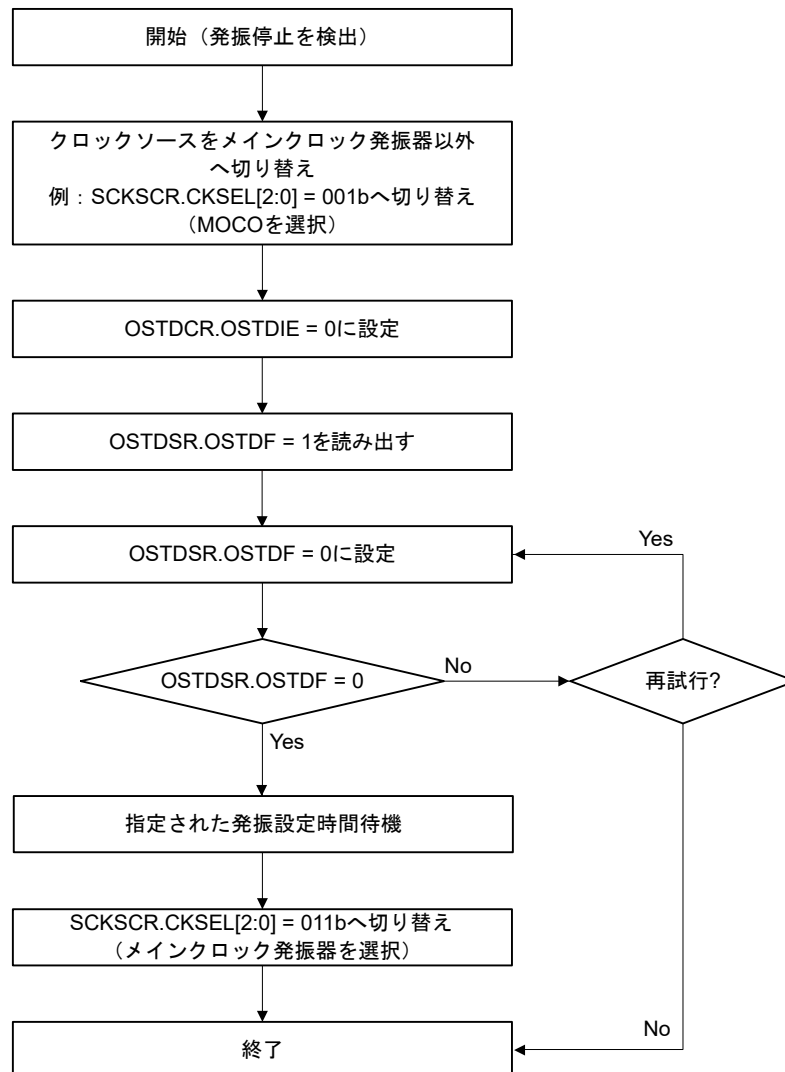 開始（発振停止を検出）
クロックソースをメインクロック発振器以外
へ切り替え
例：SCKSCR.CKSEL[2:0] = 001bへ切り替え
（MOCOを選択）
OSTDCR.OSTDIE = 0に設定
OSTDSR.OSTDF = 1を読み出す
OSTDSR.OSTDF = 0に設定
Yes
OSTDSR.OSTDF = 0
No
再試行?
Yes
指定された発振設定時間待機
SCKSCR.CKSEL[2:0] = 011bへ切り替え
（メインクロック発振器を選択）
No
終了